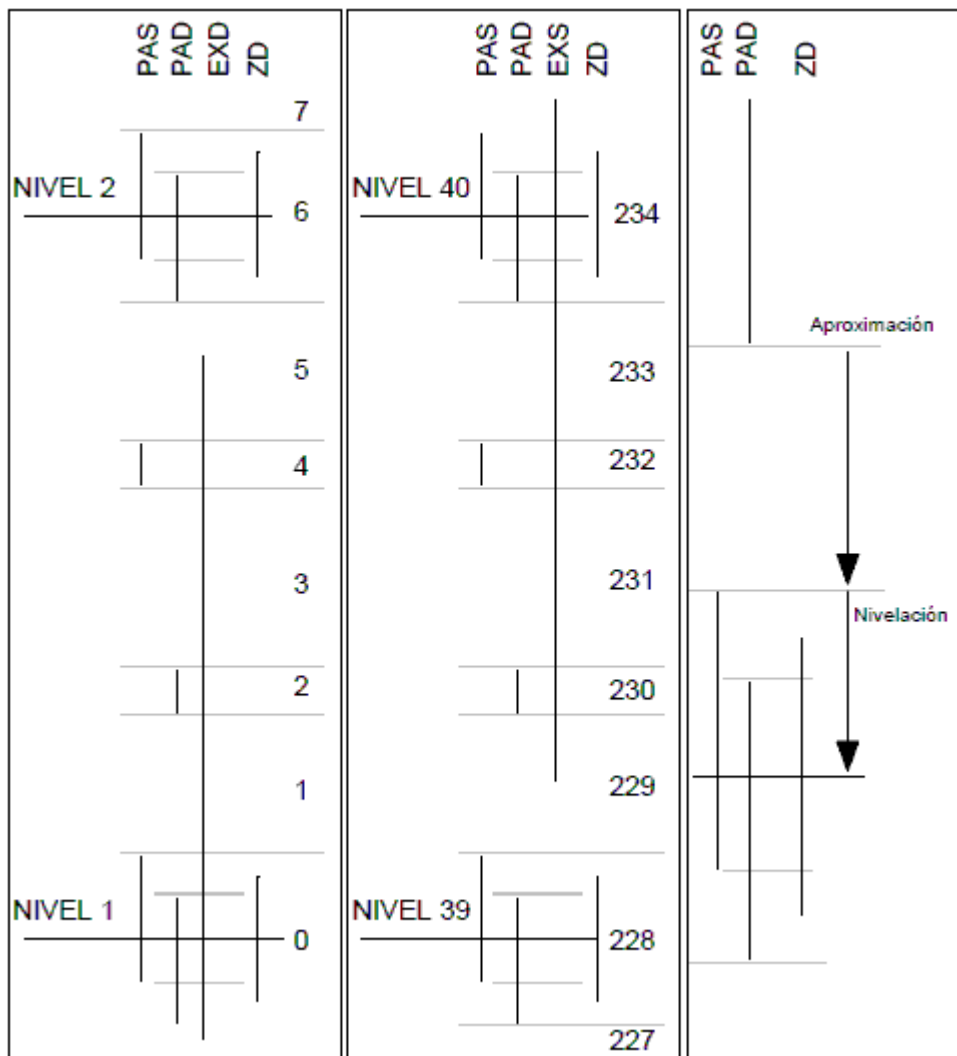 PAS PAD EXD ZD
7
NIVEL 2
6
5
4
3
2
1
NIVEL 1
0
PAS PAD EXS ZD
NIVEL 40
234
233
232
231
230
229
NIVEL 39
228
227
PAS PAD ZD
Aproximación
Nivelación